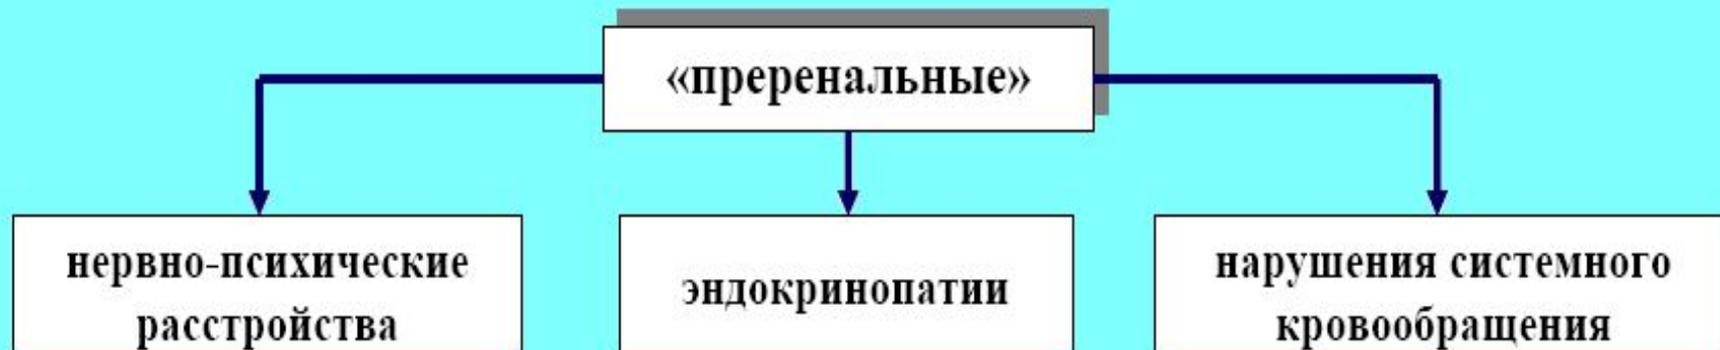 «преренальные»
нервно-психические
расстройства
эндокринопатии
нарушения системного
кровообращения